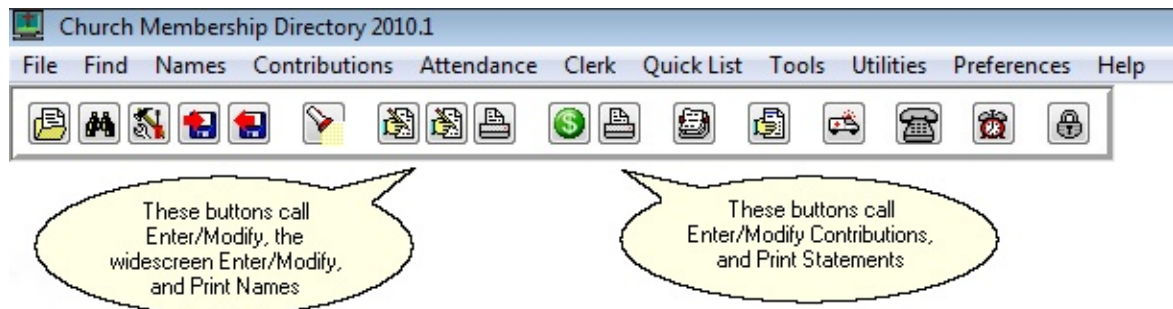 Church Membership Directory 2010.1
File Find Names Contributions Attendance Clerk Quick List Tools Utilities Preferences Help
$
These buttons call
Enter/Modify, the
widescreen Enter/Modify,
and Print Names
These buttons call
Enter/Modify Contributions,
and Print Statements